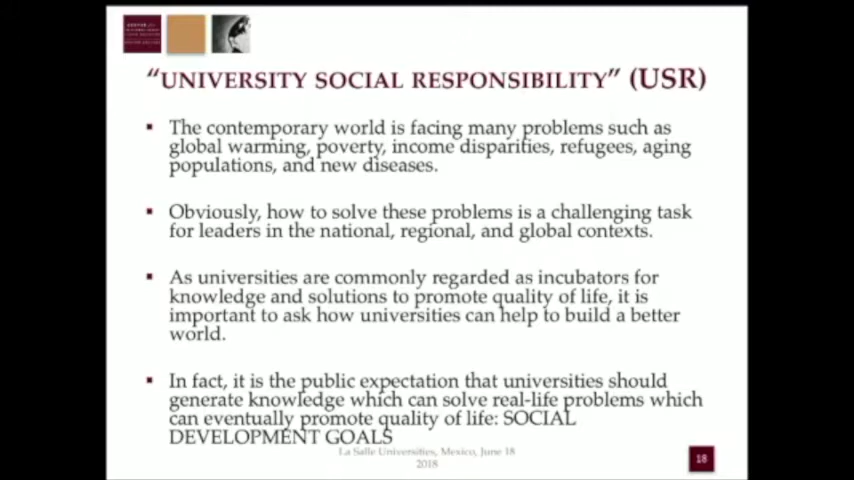 "UNIVERSITY SOCIAL RESPONSIBILITY" (USR)
▪ The contemporary world is facing many problems such as
global warming, poverty, income disparities, refugees, aging
populations, and new diseases.
▪ Obviously, how to solve these problems is a challenging task
for leaders in the national, regional, and global contexts.
▪ As universities are commonly regarded as incubators for
knowledge and solutions to promote quality of life, it is
important to ask how universities can help to build a better
world.
▪ In fact, it is the public expectation that universities should
generate knowledge which can solve real-life problems which
can eventually promote quality of life: SOCIAL
DEVELOPMENT GOALS
La Salle Universities, Mexico, June 18
2018
18